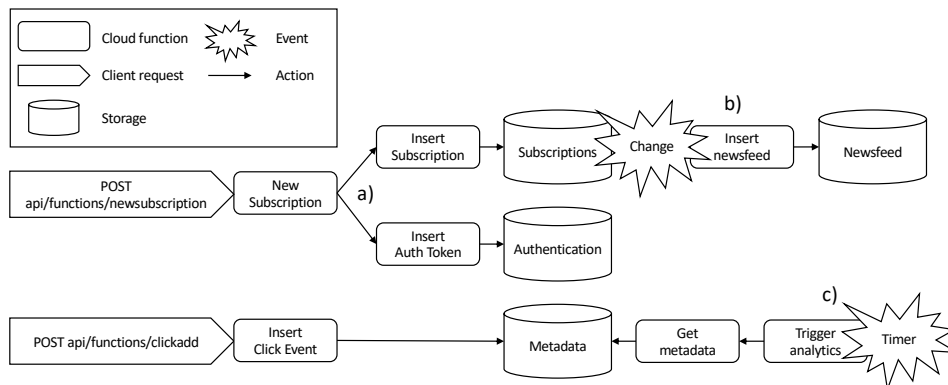 Cloud function
Event
Client request
Action
Storage
b)
Insert
Subscription
Subscriptions
Change
Insert
newsfeed
Newsfeed
POST
api/functions/newsubscription
New
Subscription
a)
Insert
Auth Token
Authentication
c)
POST api/functions/clickadd
Insert
Click Event
Metadata
Get
metadata
Trigger
analytics
Timer